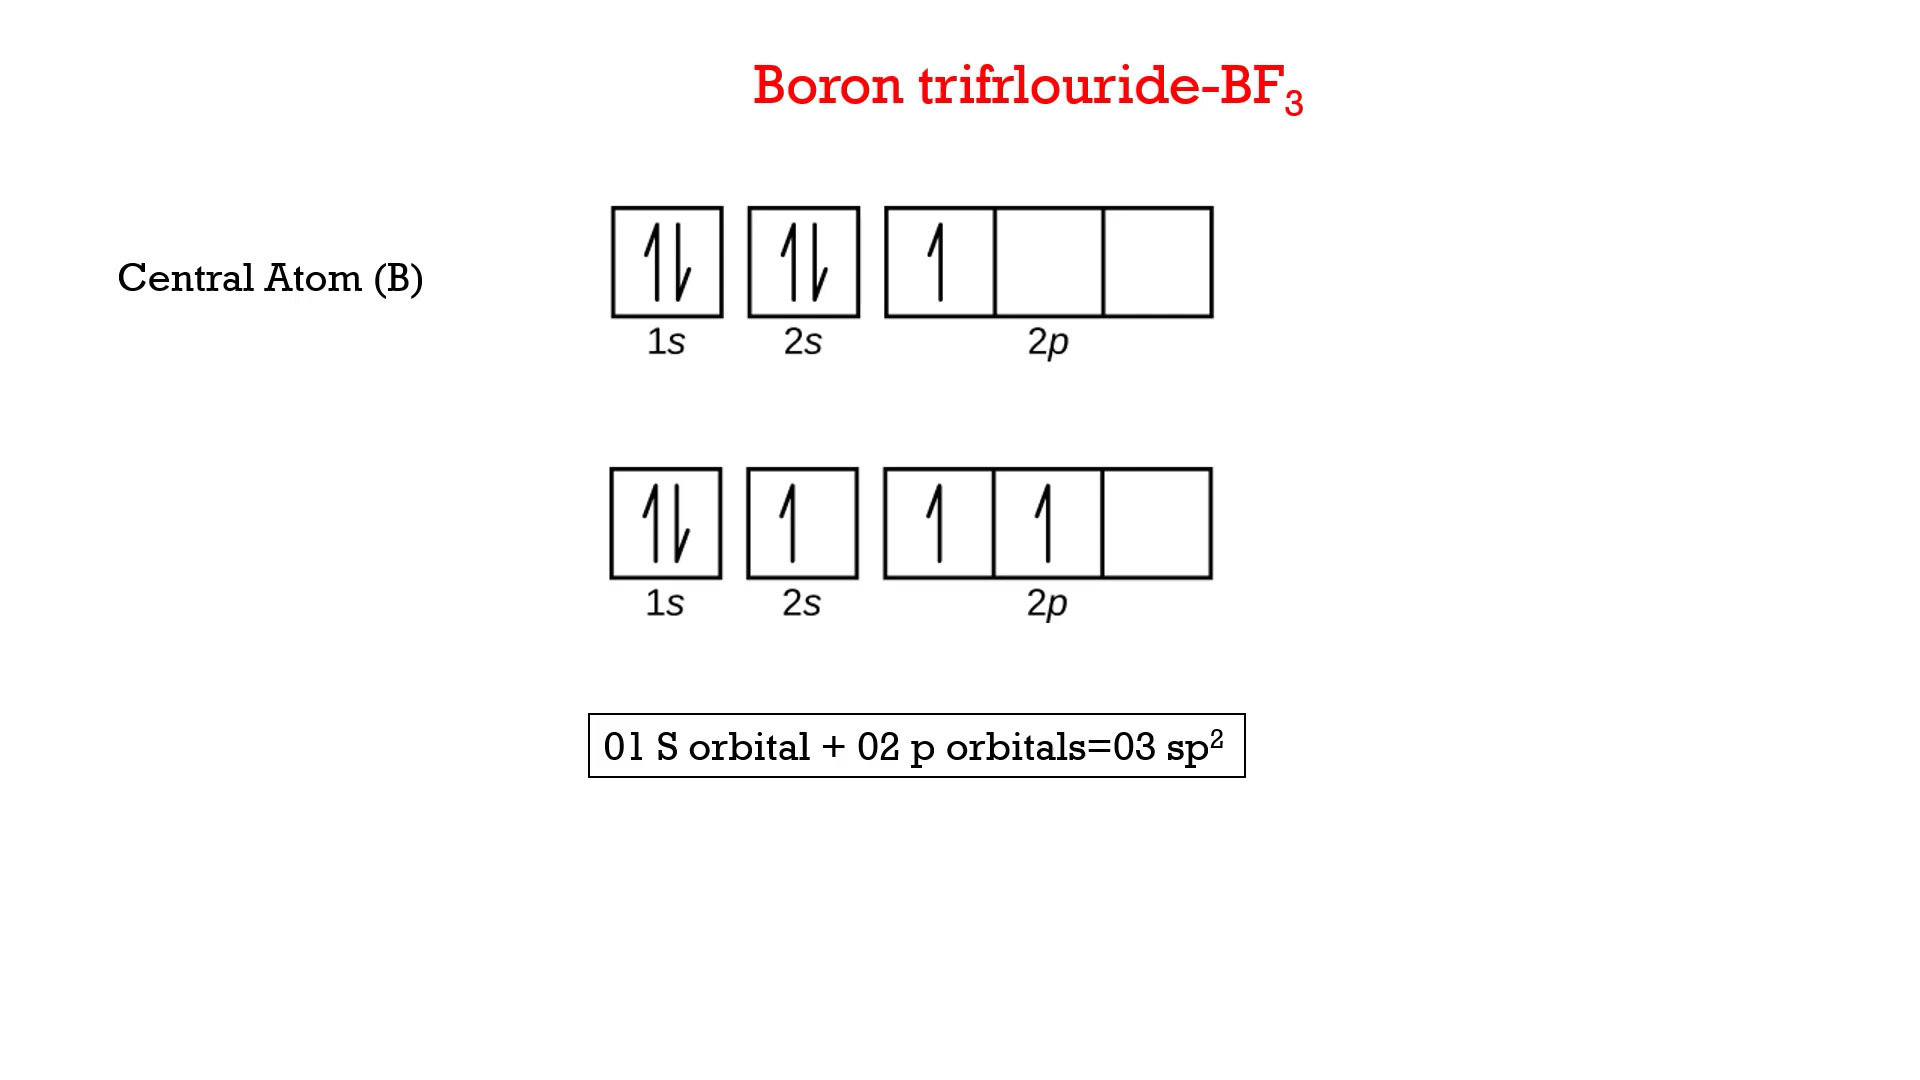 Boron trifrlouride-BF₃
Central Atom (B)
1s 2s 2p
1s 2s 2p
01 S orbital + 02 p orbitals=03 sp²